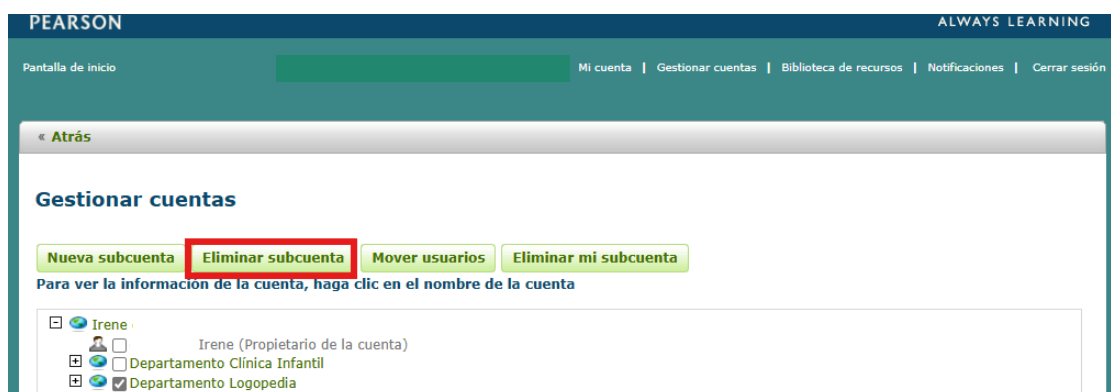 PEARSON ALWAYS LEARNING
Pantalla de inicio Mi cuenta | Gestionar cuentas | Biblioteca de recursos | Notificaciones | Cerrar sesión
« Atrás
Gestionar cuentas
Nueva subcuenta Eliminar subcuenta Mover usuarios Eliminar mi subcuenta
Para ver la información de la cuenta, haga clic en el nombre de la cuenta
Irene
Irene (Propietario de la cuenta)
Departamento Clínica Infantil
Departamento Logopedia